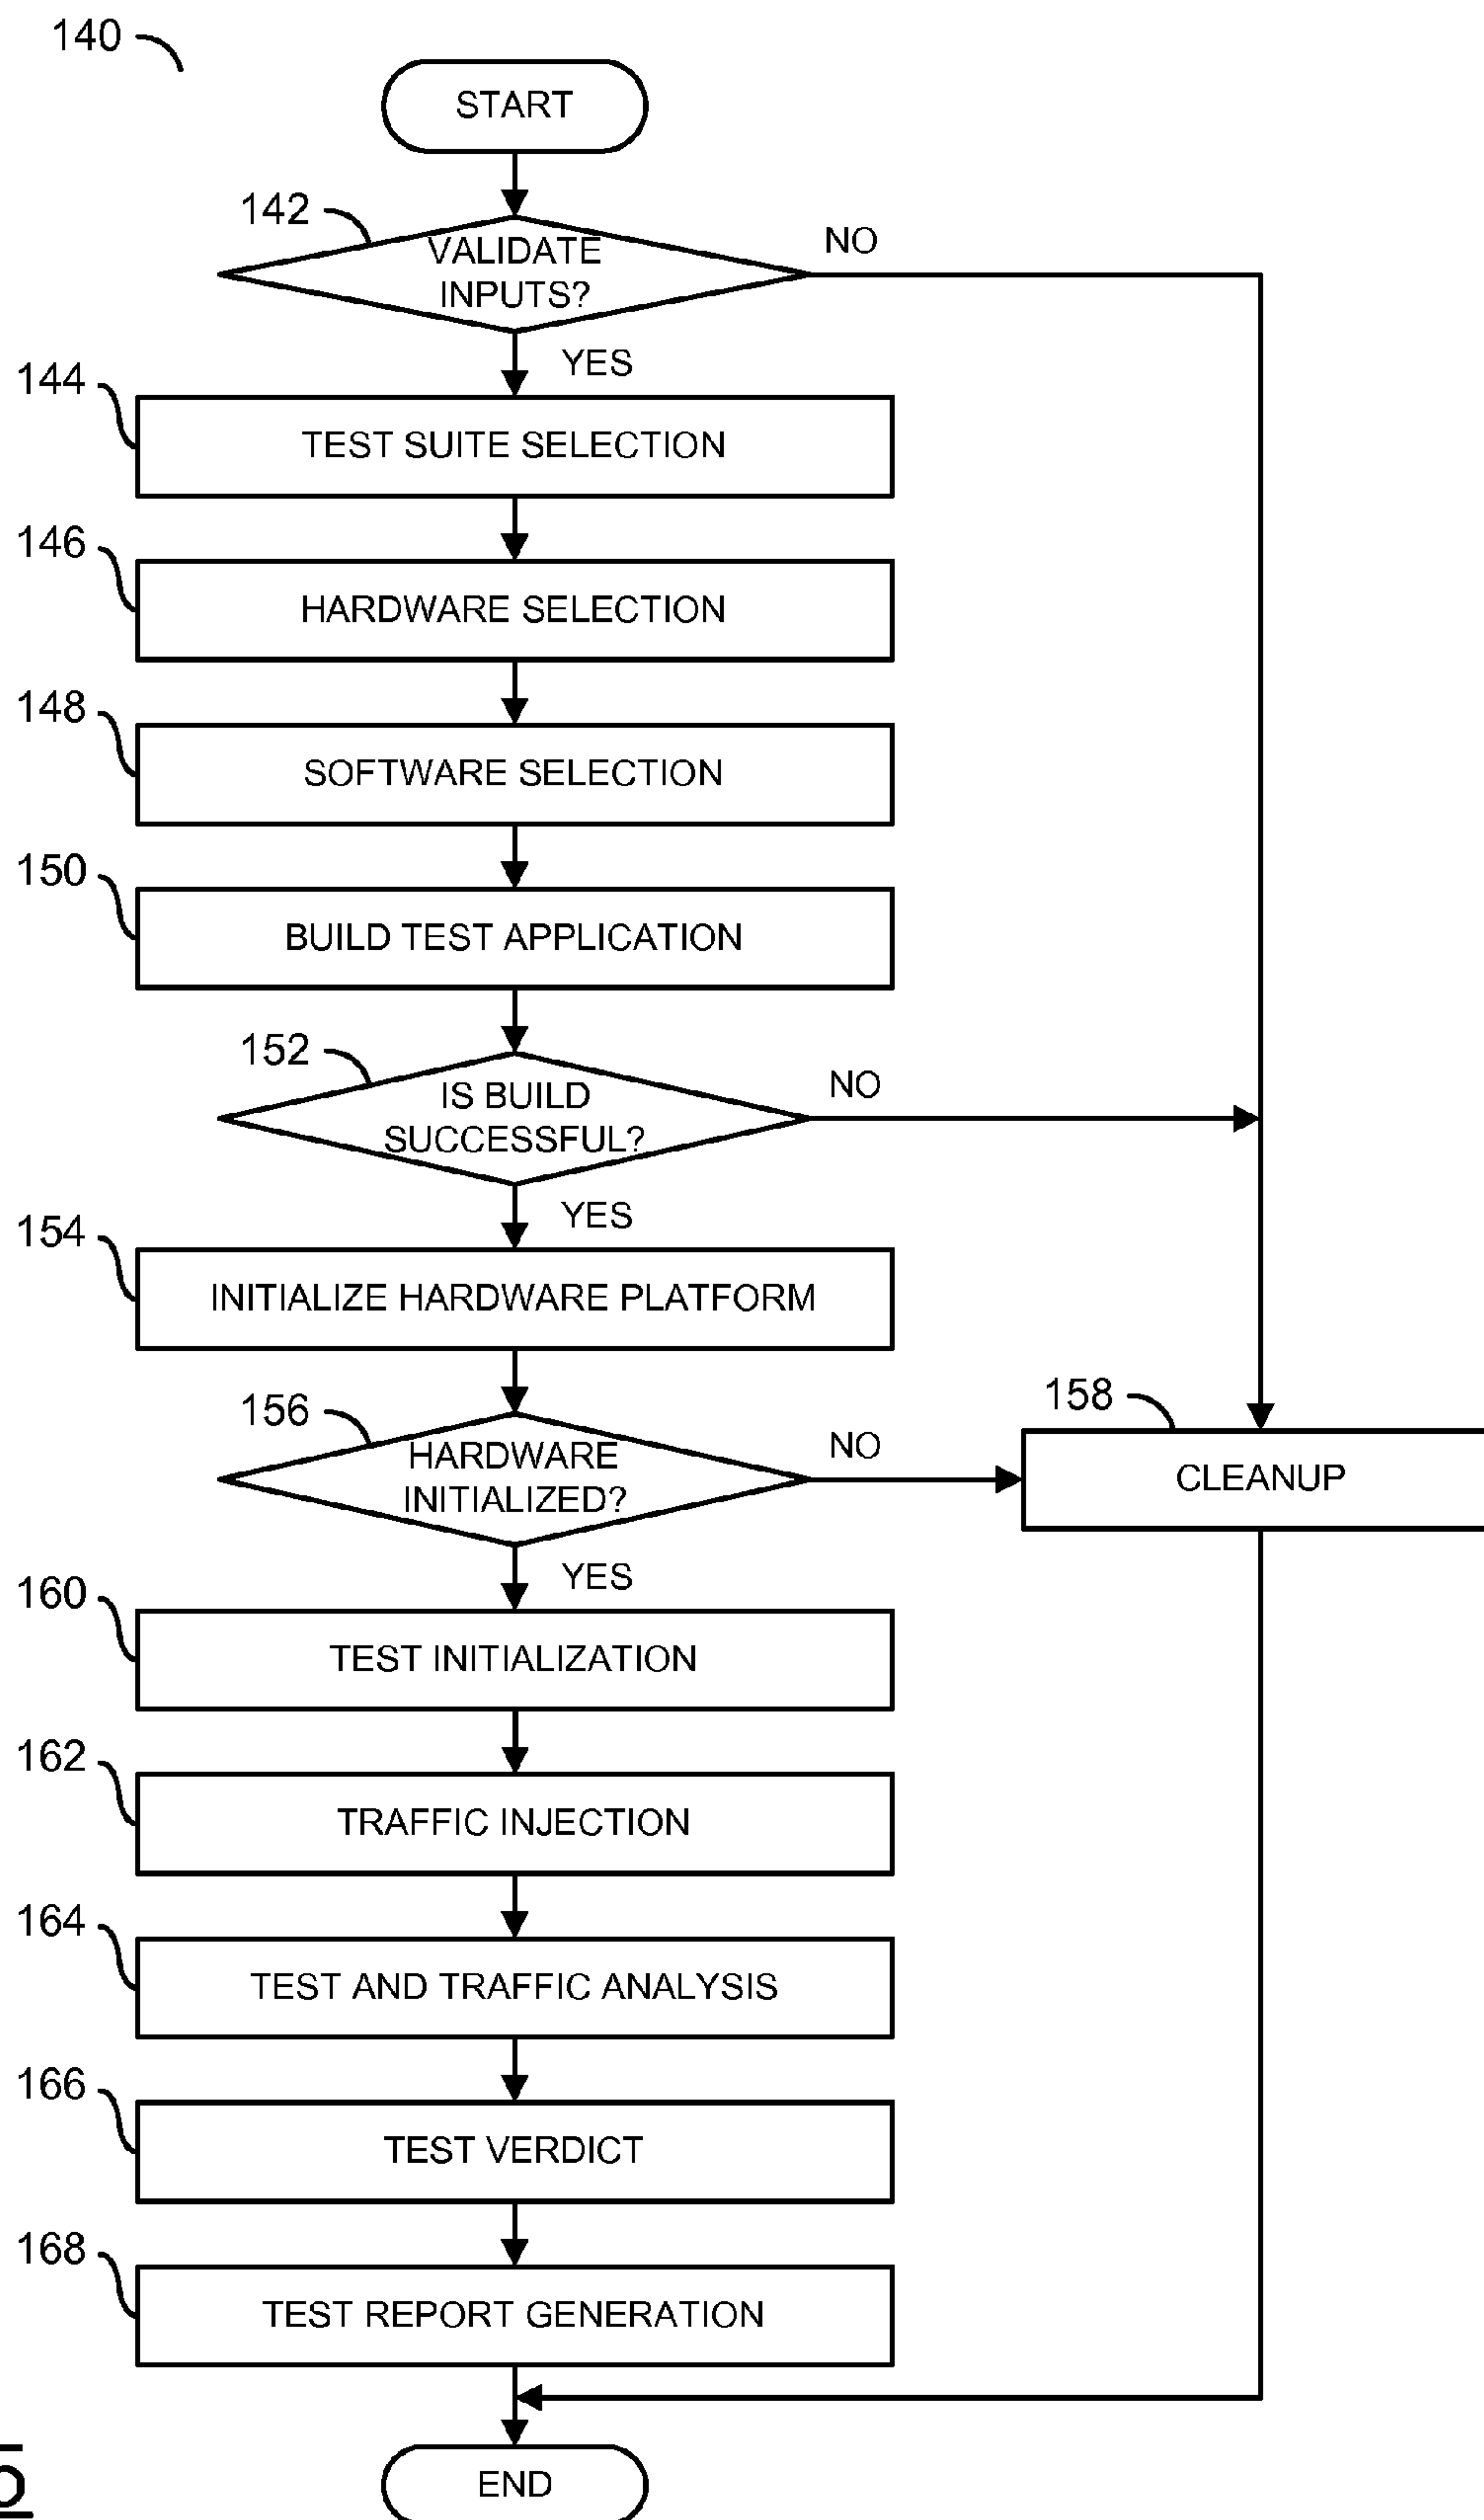 140
START
142
VALIDATE
INPUTS?
NO
YES
144
TEST SUITE SELECTION
146
HARDWARE SELECTION
148
SOFTWARE SELECTION
150
BUILD TEST APPLICATION
152
IS BUILD
SUCCESSFUL?
NO
YES
154
INITIALIZE HARDWARE PLATFORM
156
HARDWARE
INITIALIZED?
NO
158
CLEANUP
YES
160
TEST INITIALIZATION
162
TRAFFIC INJECTION
164
TEST AND TRAFFIC ANALYSIS
166
TEST VERDICT
168
TEST REPORT GENERATION
END